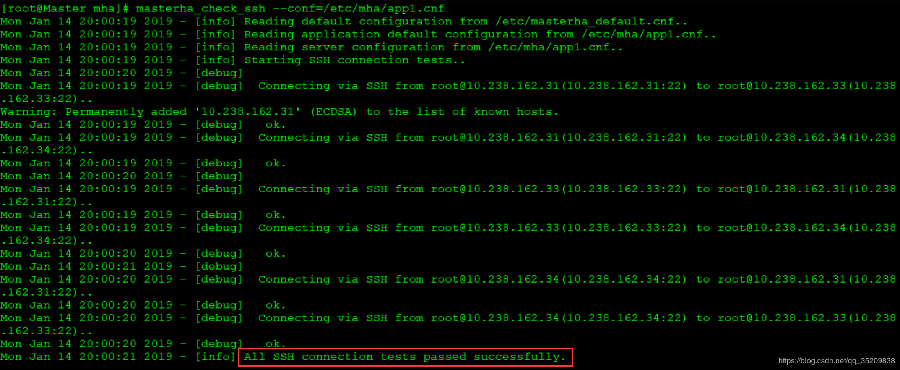 [root@Master mha]# masterha_check_ssh --conf=/etc/mha/app1.cnf
Mon Jan 14 20:00:19 2019 - [info] Reading default configuration from /etc/masterha_default.cnf..
Mon Jan 14 20:00:19 2019 - [info] Reading application default configuration from /etc/mha/app1.cnf..
Mon Jan 14 20:00:19 2019 - [info] Reading server configuration from /etc/mha/app1.cnf..
Mon Jan 14 20:00:19 2019 - [info] Starting SSH connection tests..
Mon Jan 14 20:00:20 2019 - [debug]
Mon Jan 14 20:00:19 2019 - [debug]  Connecting via SSH from root@10.238.162.31(10.238.162.31:22) to root@10.238.162.33(10.238
.162.33:22)..
Warning: Permanently added '10.238.162.31' (ECDSA) to the list of known hosts.
Mon Jan 14 20:00:19 2019 - [debug]   ok.
Mon Jan 14 20:00:19 2019 - [debug]  Connecting via SSH from root@10.238.162.31(10.238.162.31:22) to root@10.238.162.34(10.238
.162.34:22)..
Mon Jan 14 20:00:19 2019 - [debug]   ok.
Mon Jan 14 20:00:20 2019 - [debug]
Mon Jan 14 20:00:19 2019 - [debug]  Connecting via SSH from root@10.238.162.33(10.238.162.33:22) to root@10.238.162.31(10.238
.162.31:22)..
Mon Jan 14 20:00:19 2019 - [debug]   ok.
Mon Jan 14 20:00:19 2019 - [debug]  Connecting via SSH from root@10.238.162.33(10.238.162.33:22) to root@10.238.162.34(10.238
.162.34:22)..
Mon Jan 14 20:00:20 2019 - [debug]   ok.
Mon Jan 14 20:00:21 2019 - [debug]
Mon Jan 14 20:00:20 2019 - [debug]  Connecting via SSH from root@10.238.162.34(10.238.162.34:22) to root@10.238.162.31(10.238
.162.31:22)..
Mon Jan 14 20:00:20 2019 - [debug]   ok.
Mon Jan 14 20:00:20 2019 - [debug]  Connecting via SSH from root@10.238.162.34(10.238.162.34:22) to root@10.238.162.33(10.238
.162.33:22)..
Mon Jan 14 20:00:20 2019 - [debug]   ok.
Mon Jan 14 20:00:21 2019 - [info] All SSH connection tests passed successfully.
https://blog.csdn.net/qq_35209838